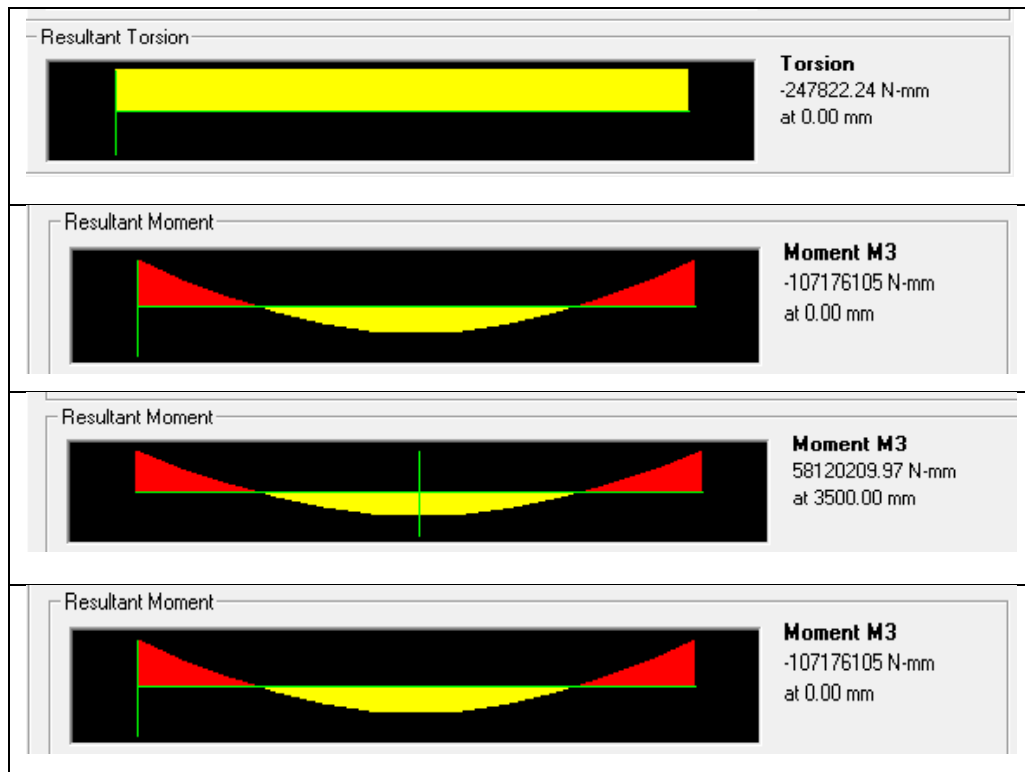 Resultant Torsion
Torsion
-247822.24 N-mm
at 0.00 mm
Resultant Moment
Moment M3
-107176105 N-mm
at 0.00 mm
Resultant Moment
Moment M3
58120209.97 N-mm
at 3500.00 mm
Resultant Moment
Moment M3
-107176105 N-mm
at 0.00 mm